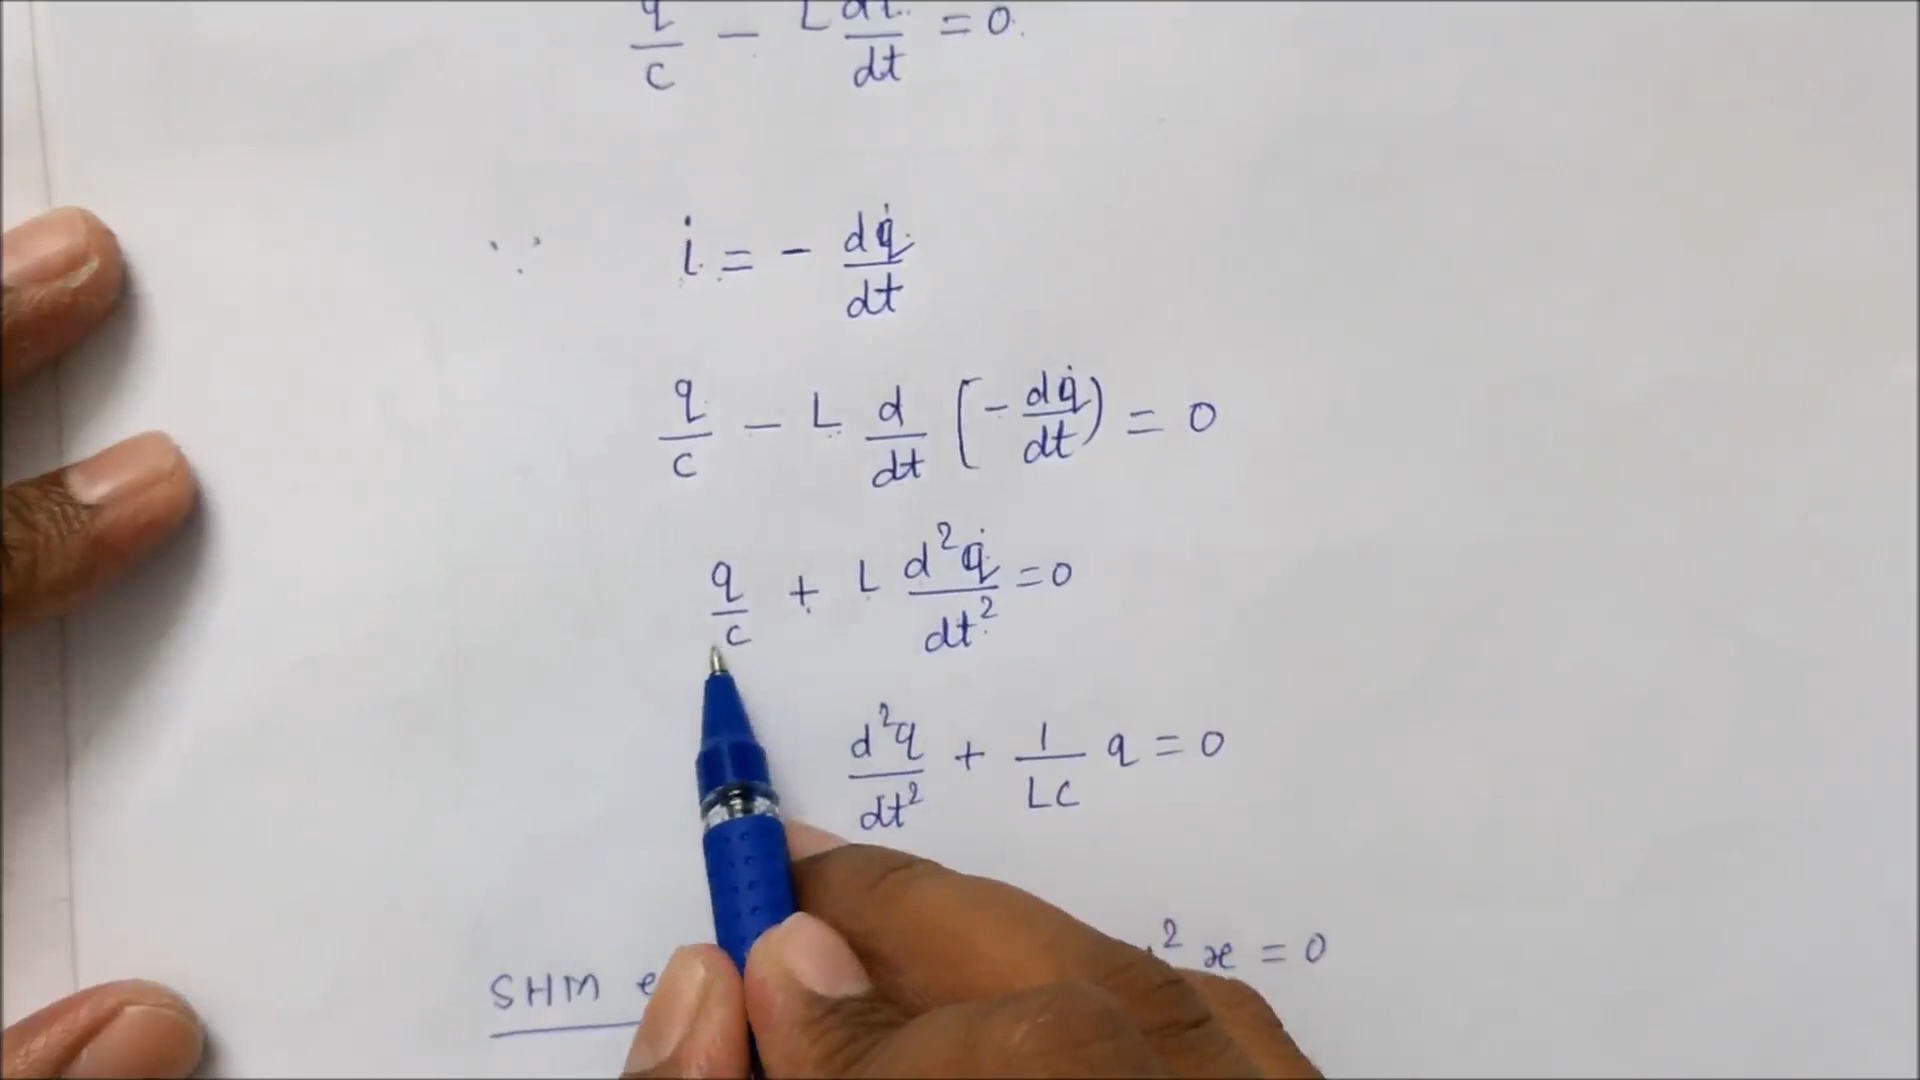 q/c − L di/dt = 0
∵ i = − dq/dt
q/c − L d/dt (− dq/dt) = 0
q/c + L d²q/dt² = 0
d²q/dt² + 1/LC q = 0
SHM ² x = 0